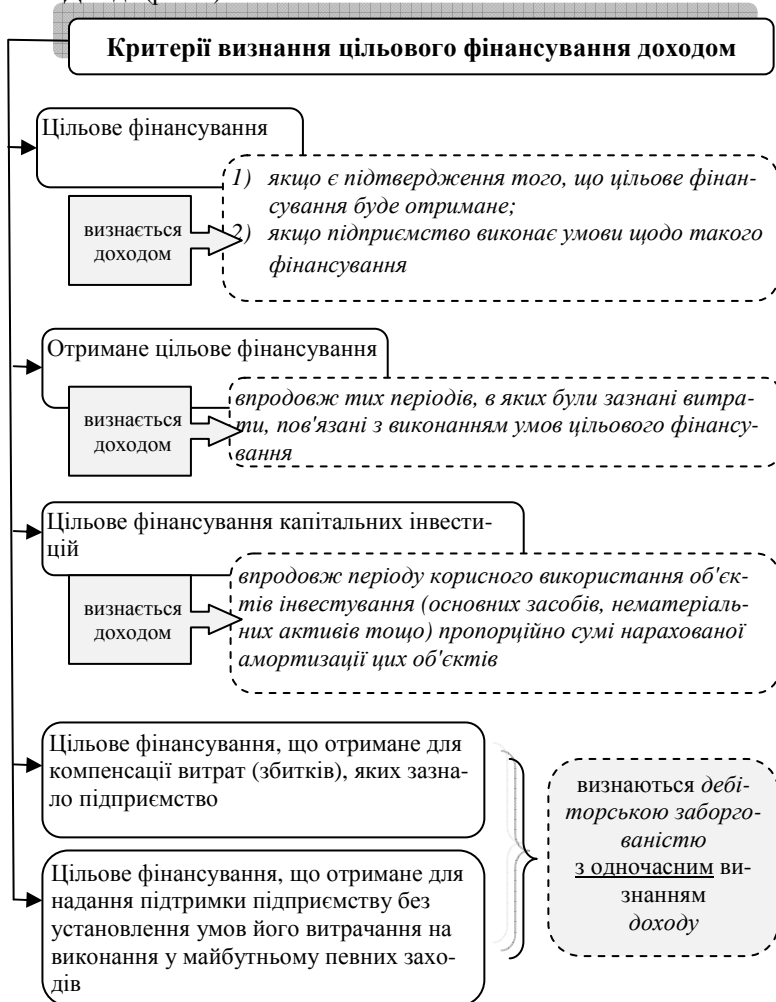 Критерії визнання цільового фінансування доходом
Цільове фінансування
1) якщо є підтвердження того, що цільове фінан-
сування буде отримане;
2) якщо підприємство виконає умови щодо такого
фінансування
визнається
доходом
Отримане цільове фінансування
впродовж тих періодів, в яких були зазнані витра-
ти, пов'язані з виконанням умов цільового фінансу-
вання
визнається
доходом
Цільове фінансування капітальних інвести-
цій
впродовж періоду корисного використання об'єк-
тів інвестування (основних засобів, нематеріаль-
них активів тощо) пропорційно сумі нарахованої
амортизації цих об'єктів
визнається
доходом
Цільове фінансування, що отримане для
компенсації витрат (збитків), яких зазна-
ло підприємство
Цільове фінансування, що отримане для
надання підтримки підприємству без
установлення умов його витрачання на
виконання у майбутньому певних захо-
дів
визнаються дебі-
торською заборго-
ваністю
з одночасним ви-
знанням
доходу